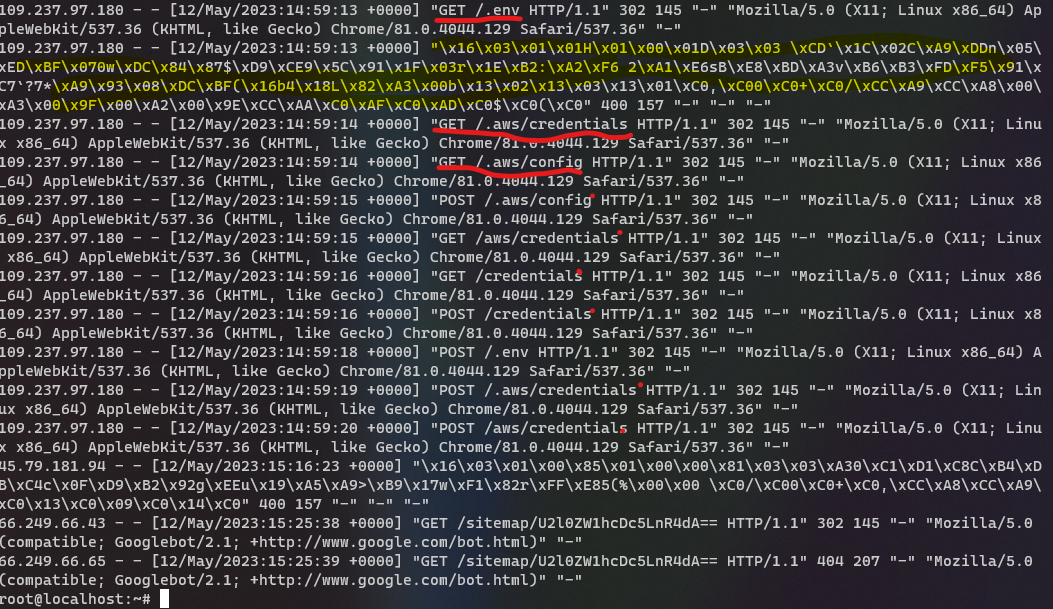 109.237.97.180 - - [12/May/2023:14:59:13 +0000] "GET /.env HTTP/1.1" 302 145 "-" "Mozilla/5.0 (X11; Linux x86_64) Ap
pleWebKit/537.36 (KHTML, like Gecko) Chrome/81.0.4044.129 Safari/537.36" "-"
109.237.97.180 - - [12/May/2023:14:59:13 +0000] "\x16\x03\x01\x01H\x01\x00\x01D\x03\x03 \xCD`\x1C\x02C\xA9\xDDn\x05\
xED\xBF\x070w\xDC\x84\x87$\xD9\xCE9\x5C\x91\x1F\x03r\x1E\xB2:\xA2\xF6 2\xA1\xE6sB\xE8\xBD\xA3v\xB6\xB3\xFD\xF5\x91\x
C7`?7*\xA9\x93\x08\xDC\xBF(\x16b4\x18L\x82\xA3\x00b\x13\x02\x13\x03\x13\x01\xC0,\xC00\xC0+\xC0/\xCC\xA9\xCC\xA8\x00\
xA3\x00\x9F\x00\xA2\x00\x9E\xCC\xAA\xC0\xAF\xC0\xAD\xC0$\xC0(\xC0" 400 157 "-" "-" "-"
109.237.97.180 - - [12/May/2023:14:59:14 +0000] "GET /.aws/credentials HTTP/1.1" 302 145 "-" "Mozilla/5.0 (X11; Linu
x x86_64) AppleWebKit/537.36 (KHTML, like Gecko) Chrome/81.0.4044.129 Safari/537.36" "-"
109.237.97.180 - - [12/May/2023:14:59:14 +0000] "GET /.aws/config HTTP/1.1" 302 145 "-" "Mozilla/5.0 (X11; Linux x86
_64) AppleWebKit/537.36 (KHTML, like Gecko) Chrome/81.0.4044.129 Safari/537.36" "-"
109.237.97.180 - - [12/May/2023:14:59:15 +0000] "POST /.aws/config HTTP/1.1" 302 145 "-" "Mozilla/5.0 (X11; Linux x8
6_64) AppleWebKit/537.36 (KHTML, like Gecko) Chrome/81.0.4044.129 Safari/537.36" "-"
109.237.97.180 - - [12/May/2023:14:59:15 +0000] "GET /aws/credentials HTTP/1.1" 302 145 "-" "Mozilla/5.0 (X11; Linux
 x86_64) AppleWebKit/537.36 (KHTML, like Gecko) Chrome/81.0.4044.129 Safari/537.36" "-"
109.237.97.180 - - [12/May/2023:14:59:16 +0000] "GET /credentials HTTP/1.1" 302 145 "-" "Mozilla/5.0 (X11; Linux x86
_64) AppleWebKit/537.36 (KHTML, like Gecko) Chrome/81.0.4044.129 Safari/537.36" "-"
109.237.97.180 - - [12/May/2023:14:59:16 +0000] "POST /credentials HTTP/1.1" 302 145 "-" "Mozilla/5.0 (X11; Linux x8
6_64) AppleWebKit/537.36 (KHTML, like Gecko) Chrome/81.0.4044.129 Safari/537.36" "-"
109.237.97.180 - - [12/May/2023:14:59:18 +0000] "POST /.env HTTP/1.1" 302 145 "-" "Mozilla/5.0 (X11; Linux x86_64) A
ppleWebKit/537.36 (KHTML, like Gecko) Chrome/81.0.4044.129 Safari/537.36" "-"
109.237.97.180 - - [12/May/2023:14:59:19 +0000] "POST /.aws/credentials HTTP/1.1" 302 145 "-" "Mozilla/5.0 (X11; Lin
ux x86_64) AppleWebKit/537.36 (KHTML, like Gecko) Chrome/81.0.4044.129 Safari/537.36" "-"
109.237.97.180 - - [12/May/2023:14:59:20 +0000] "POST /aws/credentials HTTP/1.1" 302 145 "-" "Mozilla/5.0 (X11; Linu
x x86_64) AppleWebKit/537.36 (KHTML, like Gecko) Chrome/81.0.4044.129 Safari/537.36" "-"
45.79.181.94 - - [12/May/2023:15:16:23 +0000] "\x16\x03\x01\x00\x85\x01\x00\x00\x81\x03\x03\xA30\xC1\xD1\xC8C\xB4\xD
B\xC4c\x0F\xD9\xB2\x92g\xEEu\x19\xA5\xA9>\xB9\x17w\xF1\x82r\xFF\xE85(%\x00\x00 \xC0/\xC00\xC0+\xC0,\xCC\xA8\xCC\xA9\
xC0\x13\xC0\x09\xC0\x14\xC0" 400 157 "-" "-" "-"
66.249.66.43 - - [12/May/2023:15:25:38 +0000] "GET /sitemap/U2l0ZW1hcDc5LnR4dA== HTTP/1.1" 302 145 "-" "Mozilla/5.0
(compatible; Googlebot/2.1; +http://www.google.com/bot.html)" "-"
66.249.66.65 - - [12/May/2023:15:25:39 +0000] "GET /sitemap/U2l0ZW1hcDc5LnR4dA== HTTP/1.1" 404 207 "-" "Mozilla/5.0
(compatible; Googlebot/2.1; +http://www.google.com/bot.html)" "-"
root@localhost:~#